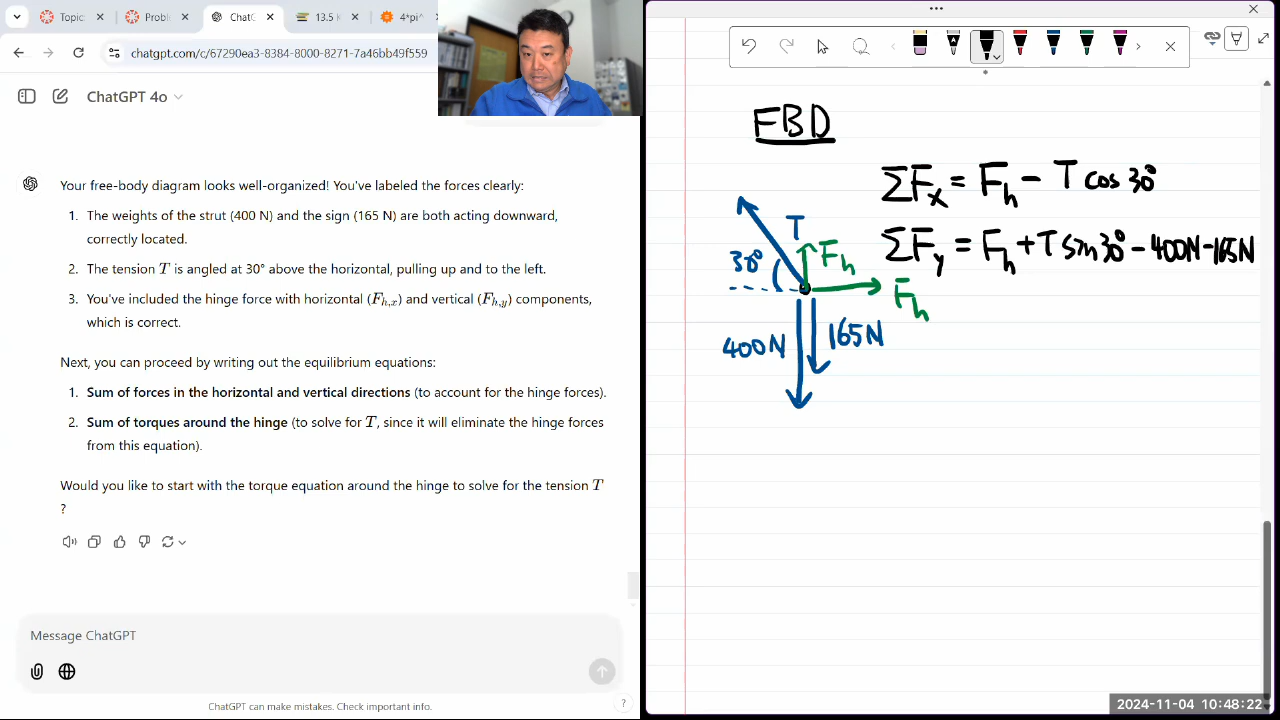 Topic:
Probl
ChatG
13.5 k
4*pi^
chatgpt.com/c/67290ea3-b154-8000-8271-7a46b849f559
ChatGPT 4o
Your free-body diagram looks well-organized! You've labeled the forces clearly:
1. The weights of the strut (400 N) and the sign (165 N) are both acting downward,
correctly located.
2. The tension T is angled at 30° above the horizontal, pulling up and to the left.
3. You've included the hinge force with horizontal (F_{h,x}) and vertical (F_{h,y}) components,
which is correct.
Next, you can proceed by writing out the equilibrium equations:
1. Sum of forces in the horizontal and vertical directions (to account for the hinge forces).
2. Sum of torques around the hinge (to solve for T, since it will eliminate the hinge forces
from this equation).
Would you like to start with the torque equation around the hinge to solve for the tension T
?
Message ChatGPT
ChatGPT can make mistakes. Check important info.
?
FBD
ΣF_x = F_h - T cos 30°
ΣF_y = F_h + T sin 30° - 400N - 165N
T
30°
F_h
F_h
400N
165N
2024-11-04 10:48:22